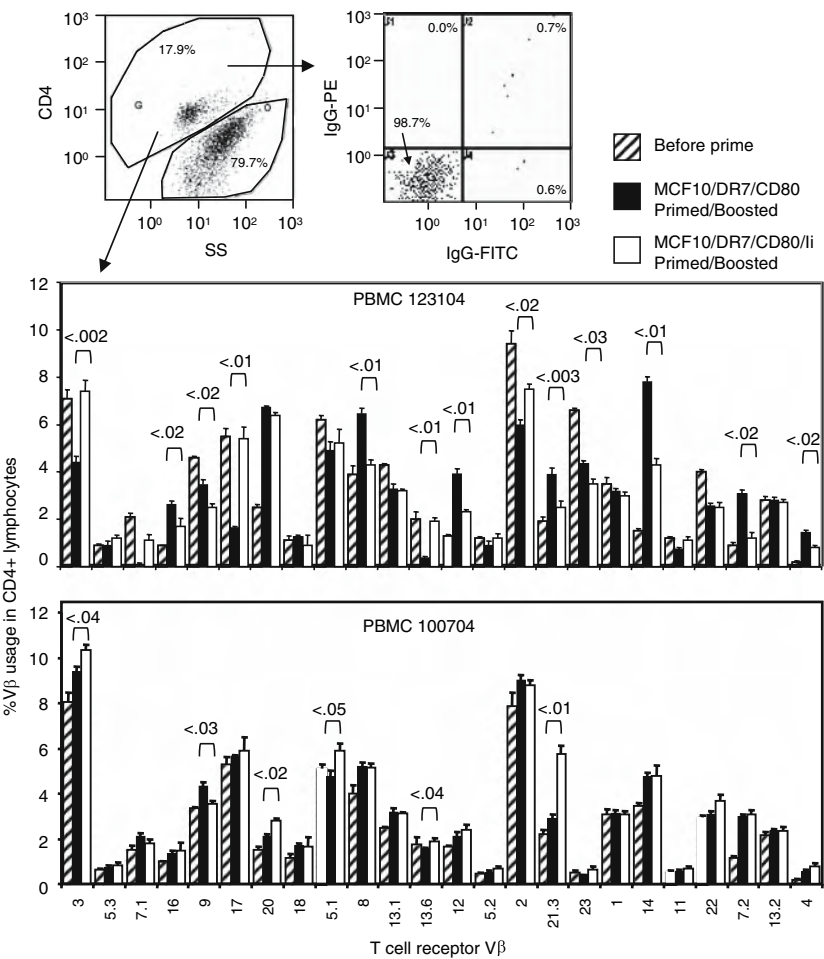 10³
10²
10¹
10⁰
CD4
17.9%
G
79.7%
10⁰ 10¹ 10² 10³
SS
10³
10²
10¹
10⁰
IgG-PE
0.0%
0.7%
98.7%
0.6%
10⁰ 10¹ 10² 10³
IgG-FITC
Before prime
MCF10/DR7/CD80
Primed/Boosted
MCF10/DR7/CD80/Ii
Primed/Boosted
%Vβ usage in CD4+ lymphocytes
PBMC 123104
12
10
8
6
4
2
0
<.002
<.02
<.02
<.01
<.01
<.01
<.01
<.02
<.003
<.03
<.01
<.02
<.02
PBMC 100704
12
10
8
6
4
2
0
<.04
<.03
<.02
<.05
<.04
<.01
3 5.3 7.1 16 9 17 20 18 5.1 8 13.1 13.6 12 5.2 2 21.3 23 1 14 11 22 7.2 13.2 4
T cell receptor Vβ